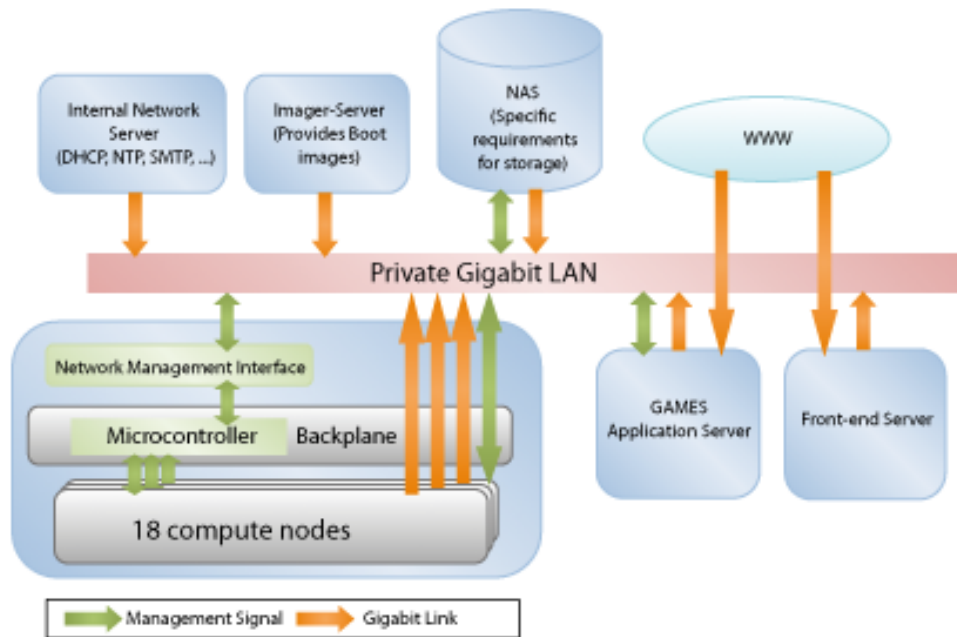 Internal Network
Server
(DHCP, NTP, SMTP, ...)
Imager-Server
(Provides Boot
images)
NAS
(Specific
requirements
for storage)
WWW
Private Gigabit LAN
Network Management Interface
Microcontroller
Backplane
18 compute nodes
GAMES
Application Server
Front-end Server
Management Signal
Gigabit Link